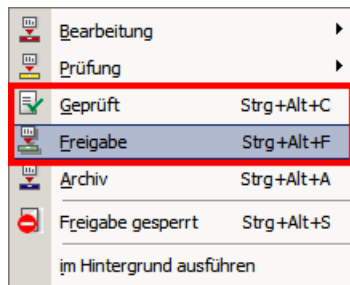 Bearbeitung
Prüfung
Geprüft Strg+Alt+C
Freigabe Strg+Alt+F
Archiv Strg+Alt+A
Freigabe gesperrt Strg+Alt+S
im Hintergrund ausführen